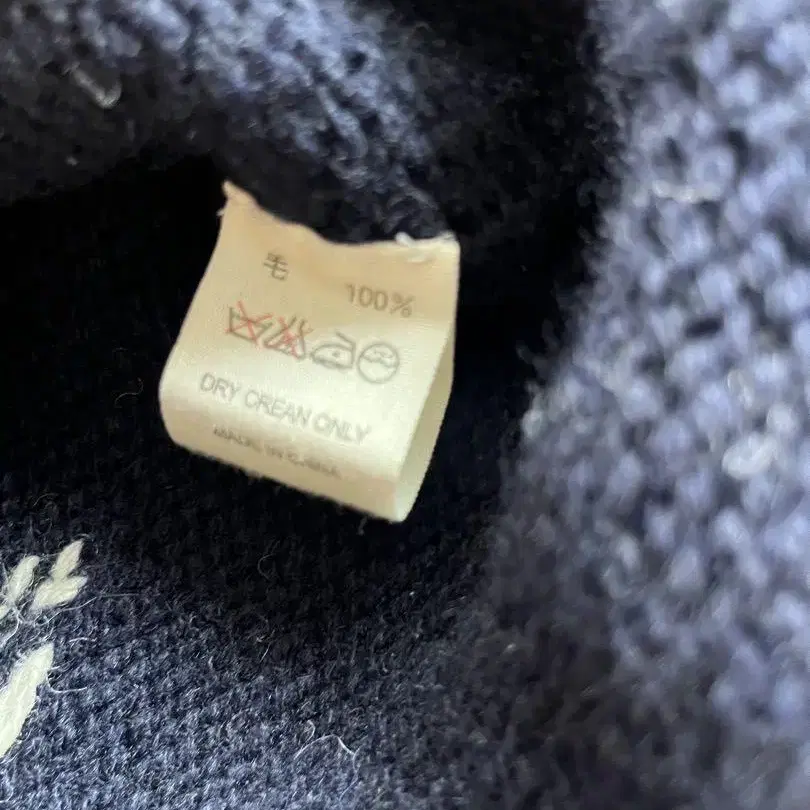 毛
100%
DRY CREAN ONLY
MADE IN CHINA